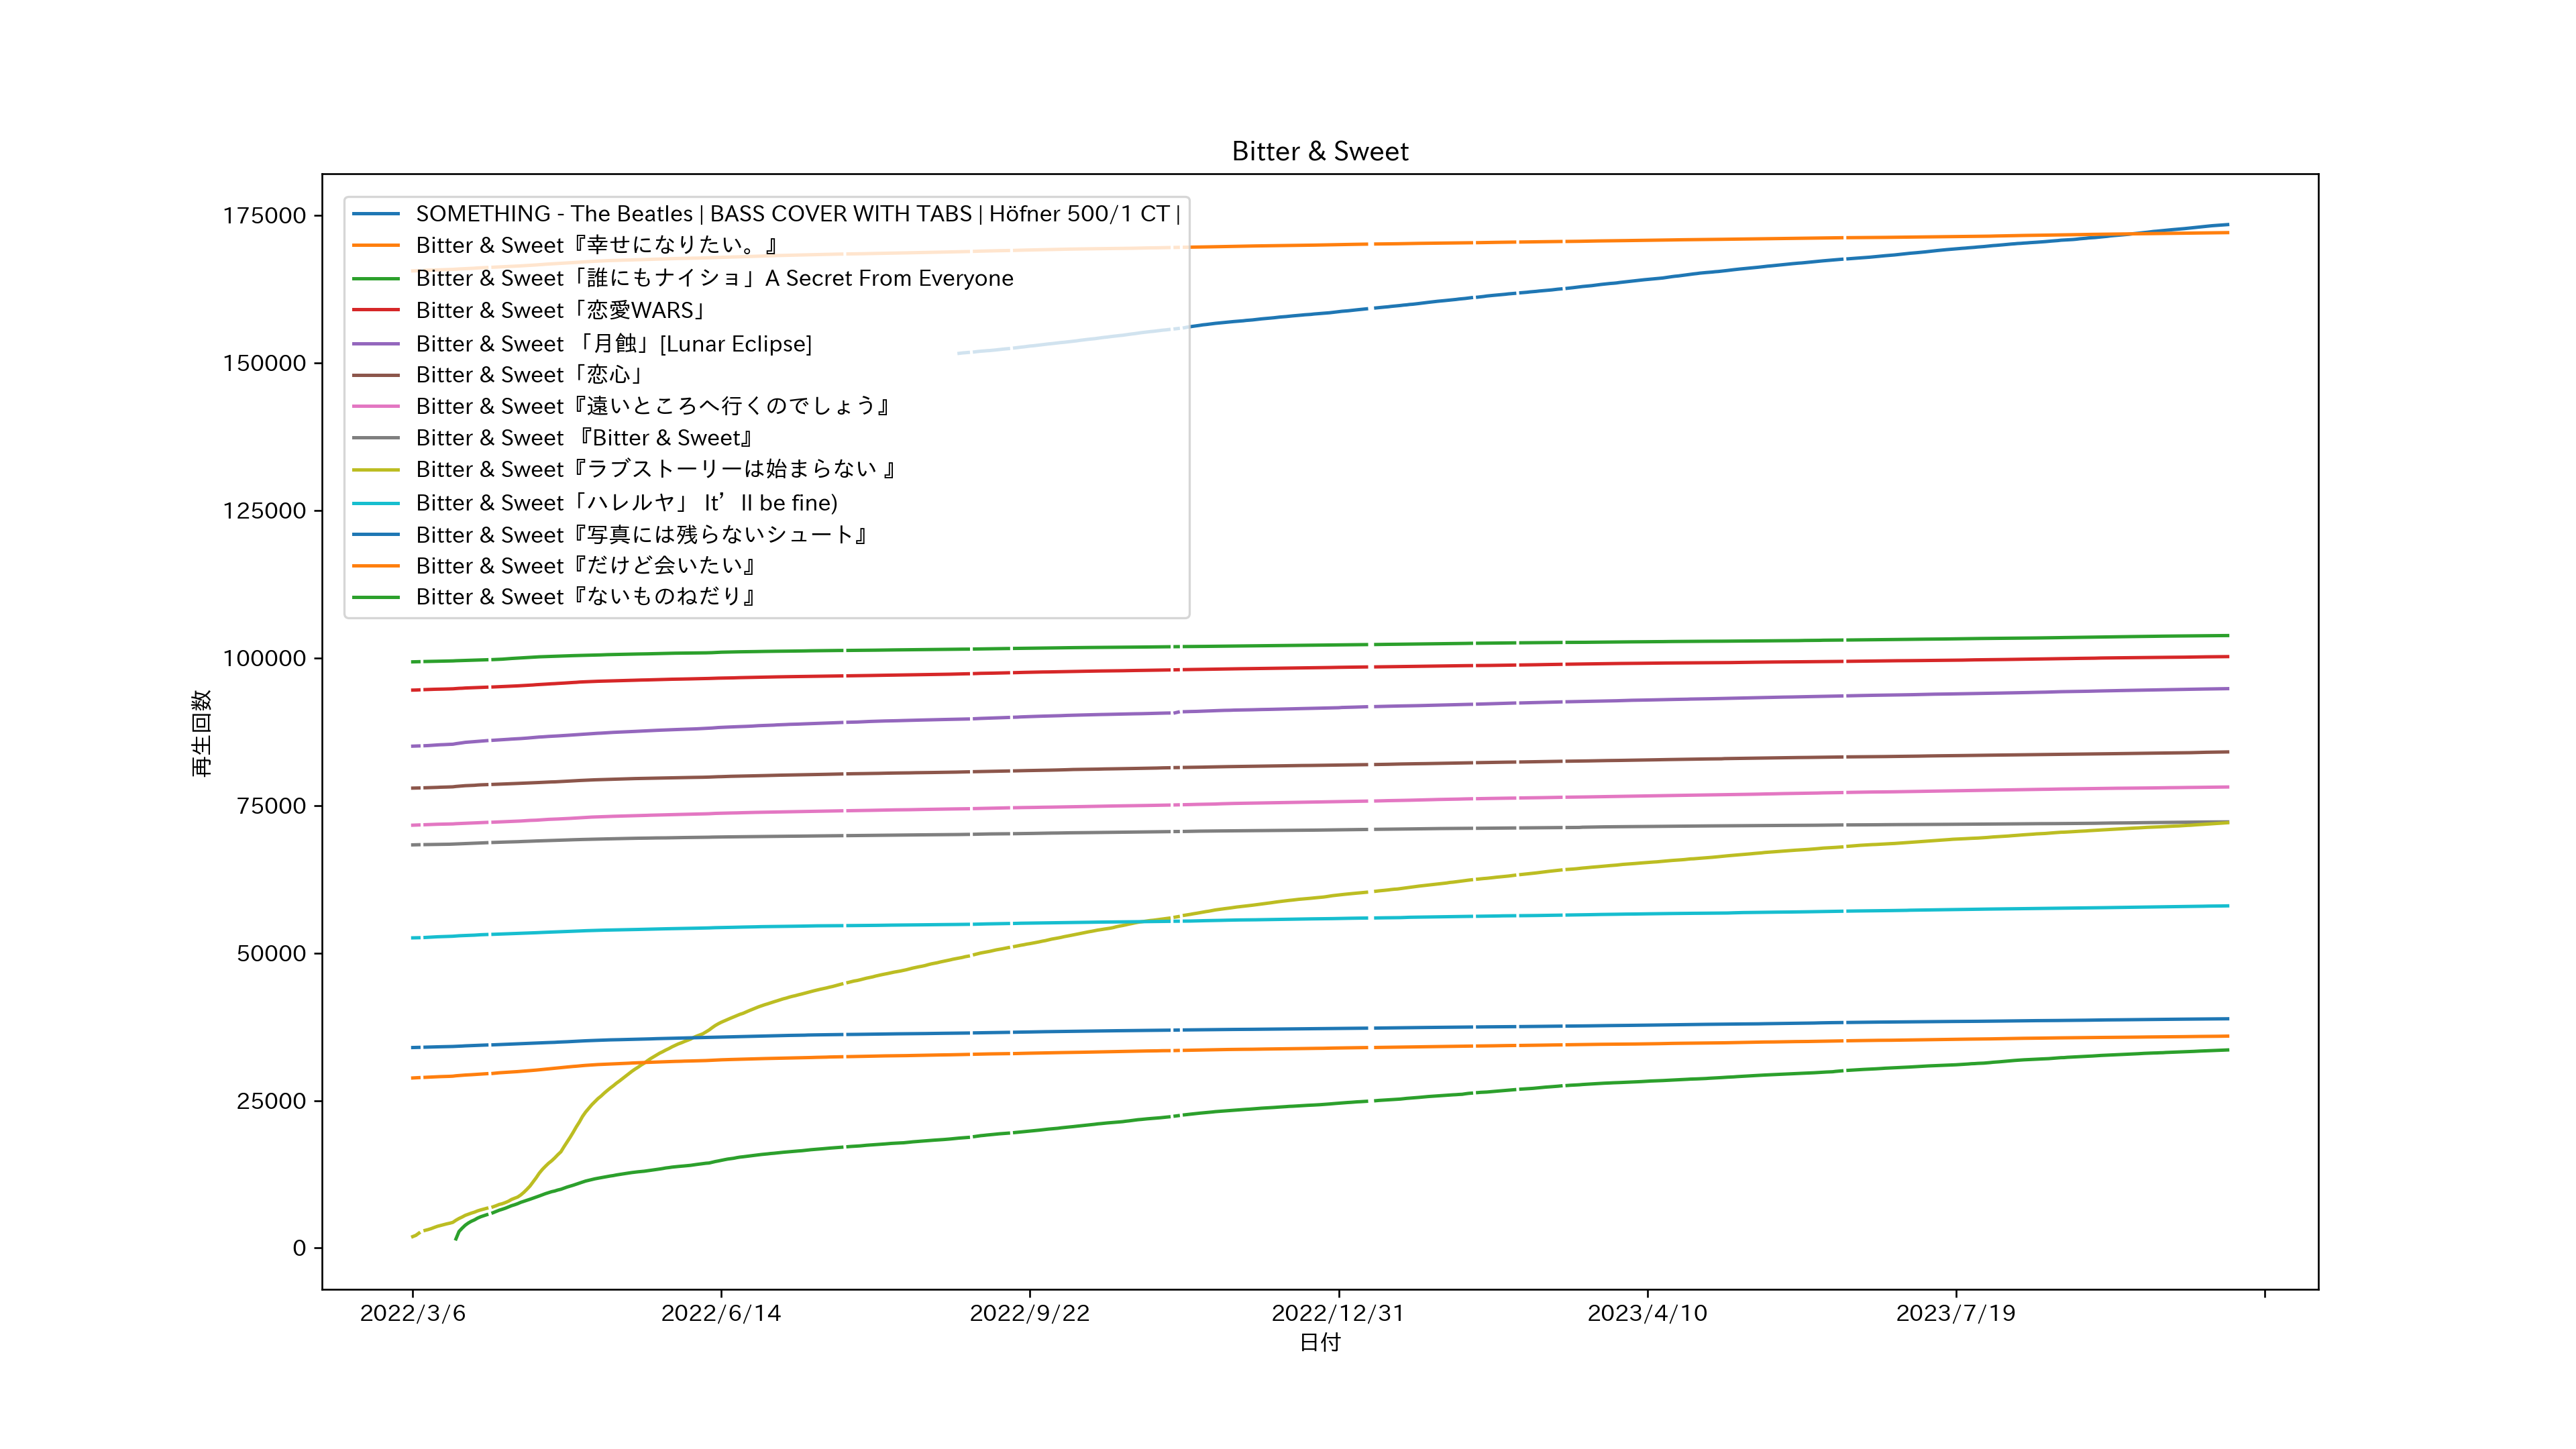 Bitter & Sweet
175000
150000
125000
100000
75000
50000
25000
0
再生回数
SOMETHING - The Beatles | BASS COVER WITH TABS | Höfner 500/1 CT |
Bitter & Sweet『幸せになりたい。』
Bitter & Sweet「誰にもナイショ」A Secret From Everyone
Bitter & Sweet「恋愛WARS」
Bitter & Sweet 「月蝕」[Lunar Eclipse]
Bitter & Sweet「恋心」
Bitter & Sweet『遠いところへ行くのでしょう』
Bitter & Sweet 『Bitter & Sweet』
Bitter & Sweet『ラブストーリーは始まらない 』
Bitter & Sweet「ハレルヤ」 It’ll be fine)
Bitter & Sweet『写真には残らないシュート』
Bitter & Sweet『だけど会いたい』
Bitter & Sweet『ないものねだり』
2022/3/6 2022/6/14 2022/9/22 2022/12/31 2023/4/10 2023/7/19
日付